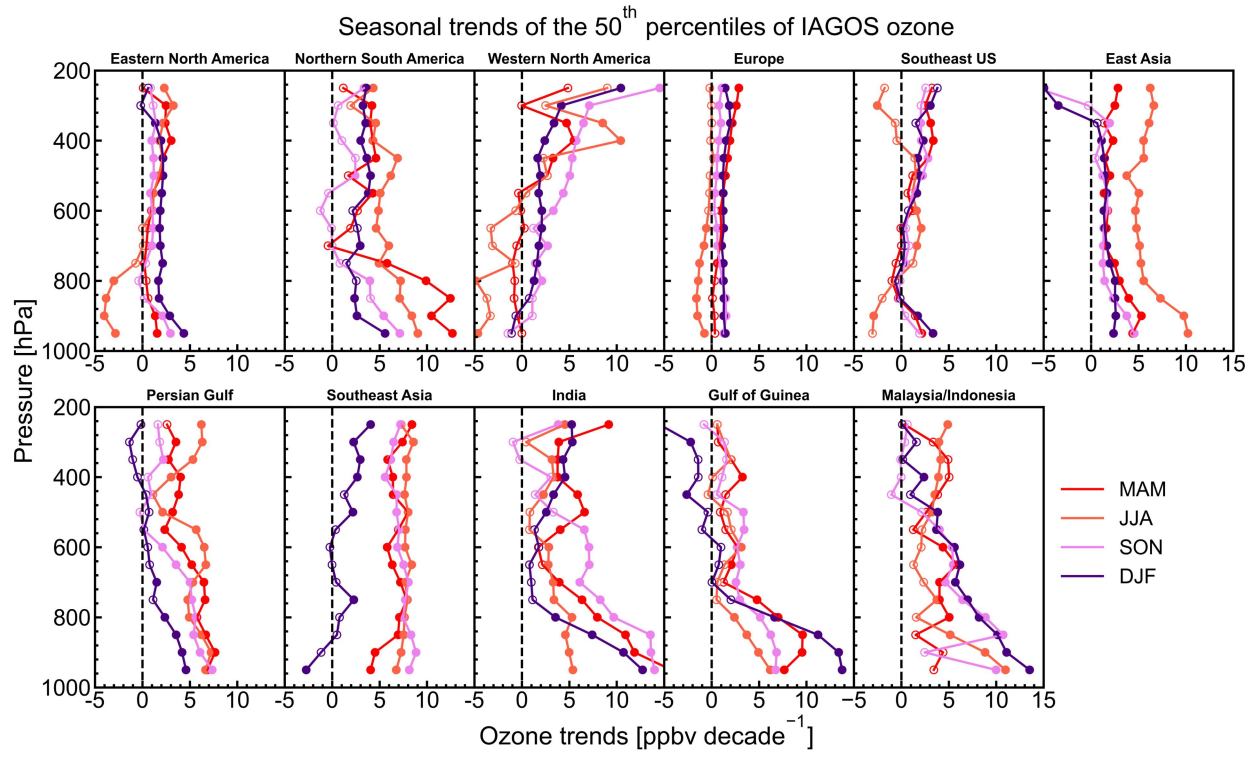 Seasonal trends of the 50th percentiles of IAGOS ozone
Eastern North America Northern South America Western North America Europe Southeast US East Asia
200
400
600
800
1000
-5 0 5 10 -5 0 5 10 -5 0 5 10 -5 0 5 10 −5 0 5 10 −5 0 5 10 15
Pressure [hPa]
Persian Gulf Southeast Asia India Gulf of Guinea Malaysia/Indonesia
200
400
600
800
1000
-5 0 5 10 -5 0 5 10 -5 0 5 10 -5 0 5 10 −5 0 5 10 15
MAM
JJA
SON
DJF
Ozone trends [ppbv decade−1]